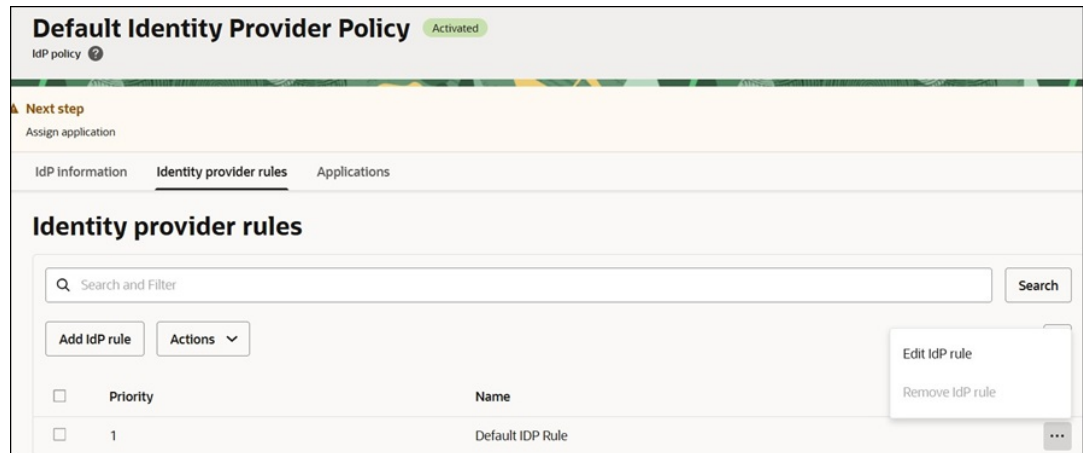 Default Identity Provider Policy Activated
IdP policy ?
Next step
Assign application
IdP information Identity provider rules Applications
Identity provider rules
Search and Filter Search
Add IdP rule Actions
Edit IdP rule
Remove IdP rule
Priority Name
1 Default IDP Rule ...